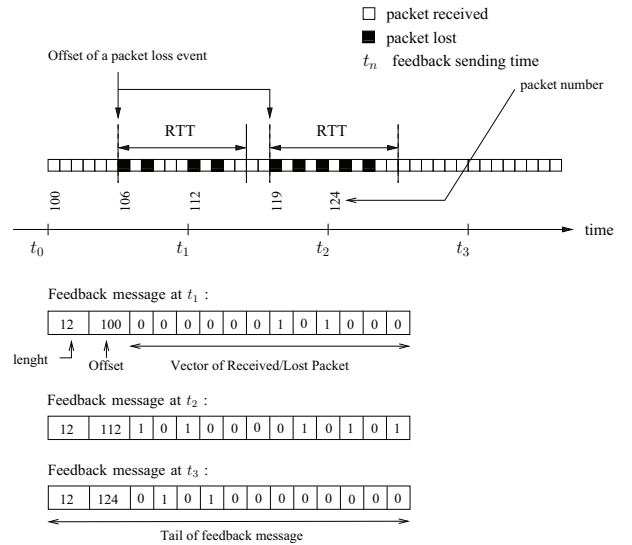 packet received
packet lost
t_n feedback sending time
Offset of a packet loss event
packet number
RTT RTT
100 106 112 119 124
time
t_0 t_1 t_2 t_3
Feedback message at t_1 :
12 100 0 0 0 0 0 0 1 0 1 0 0 0
lenght Offset Vector of Received/Lost Packet
Feedback message at t_2 :
12 112 1 0 1 0 0 0 0 1 0 1 0 1
Feedback message at t_3 :
12 124 0 1 0 1 0 0 0 0 0 0 0 0
Tail of feedback message